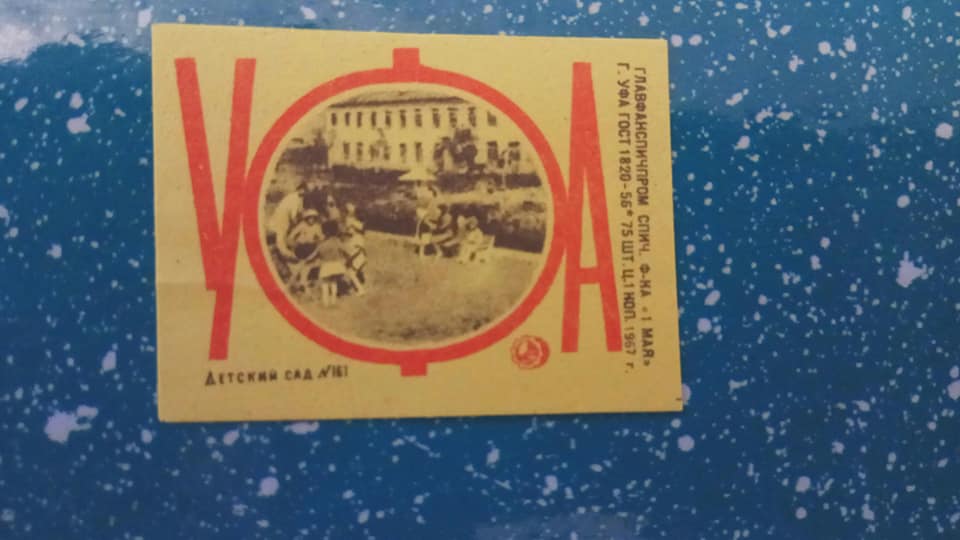 УФА
ДЕТСКИЙ САД №161
ГЛАВФАНСПИЧПРОМ СПИЧ. Ф-КА «1 МАЯ»
Г. УФА ГОСТ 1820-56* 75 ШТ. Ц. 1 КОП. 1967 г.